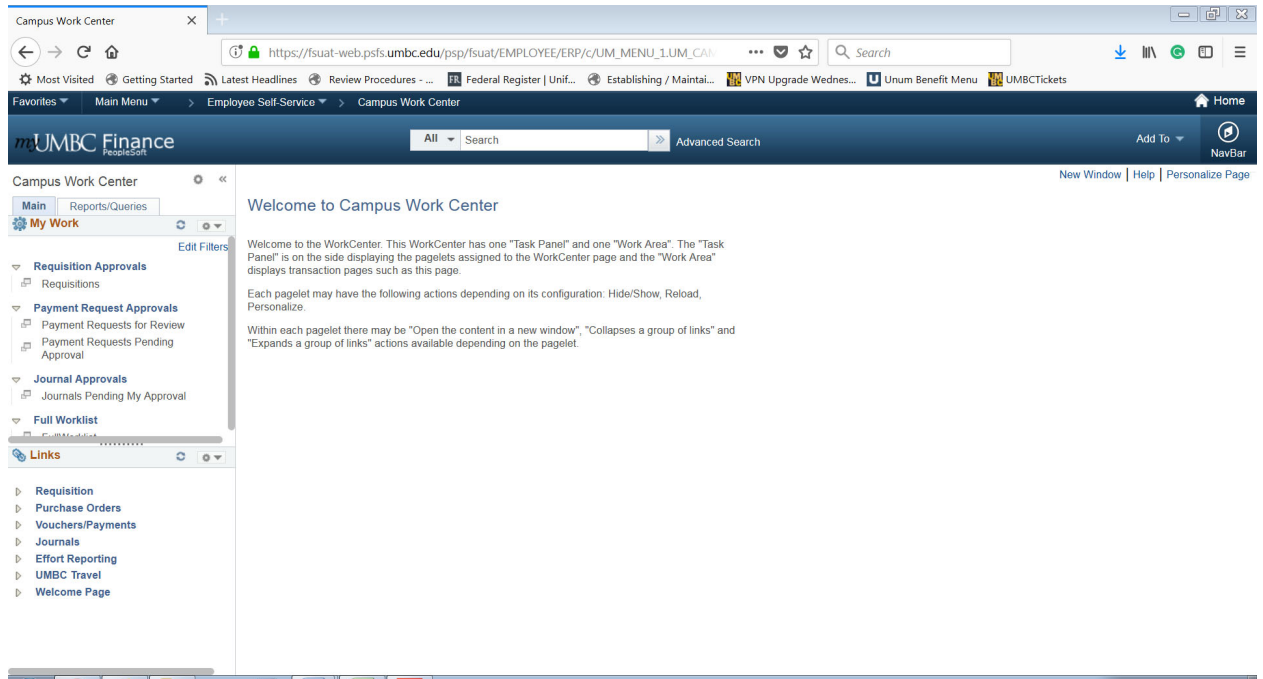 Campus Work Center
https://fsuat-web.psfs.umbc.edu/psp/fsuat/EMPLOYEE/ERP/c/UM_MENU_1.UM_CAM
Search
Most Visited Getting Started Latest Headlines Review Procedures - ... FR Federal Register | Unif... Establishing / Maintai... VPN Upgrade Wednes... U Unum Benefit Menu UMBCTickets
Favorites Main Menu > Employee Self-Service > Campus Work Center Home
myUMBC Finance
PeopleSoft
All Search Advanced Search Add To
NavBar
New Window | Help | Personalize Page
Campus Work Center
Main Reports/Queries
My Work
Edit Filters
Requisition Approvals
Requisitions
Payment Request Approvals
Payment Requests for Review
Payment Requests Pending
Approval
Journal Approvals
Journals Pending My Approval
Full Worklist
Links
Requisition
Purchase Orders
Vouchers/Payments
Journals
Effort Reporting
UMBC Travel
Welcome Page
Welcome to Campus Work Center
Welcome to the WorkCenter. This WorkCenter has one "Task Panel" and one "Work Area". The "Task
Panel" is on the side displaying the pagelets assigned to the WorkCenter page and the "Work Area"
displays transaction pages such as this page.
Each pagelet may have the following actions depending on its configuration: Hide/Show, Reload,
Personalize.
Within each pagelet there may be "Open the content in a new window", "Collapses a group of links" and
"Expands a group of links" actions available depending on the pagelet.